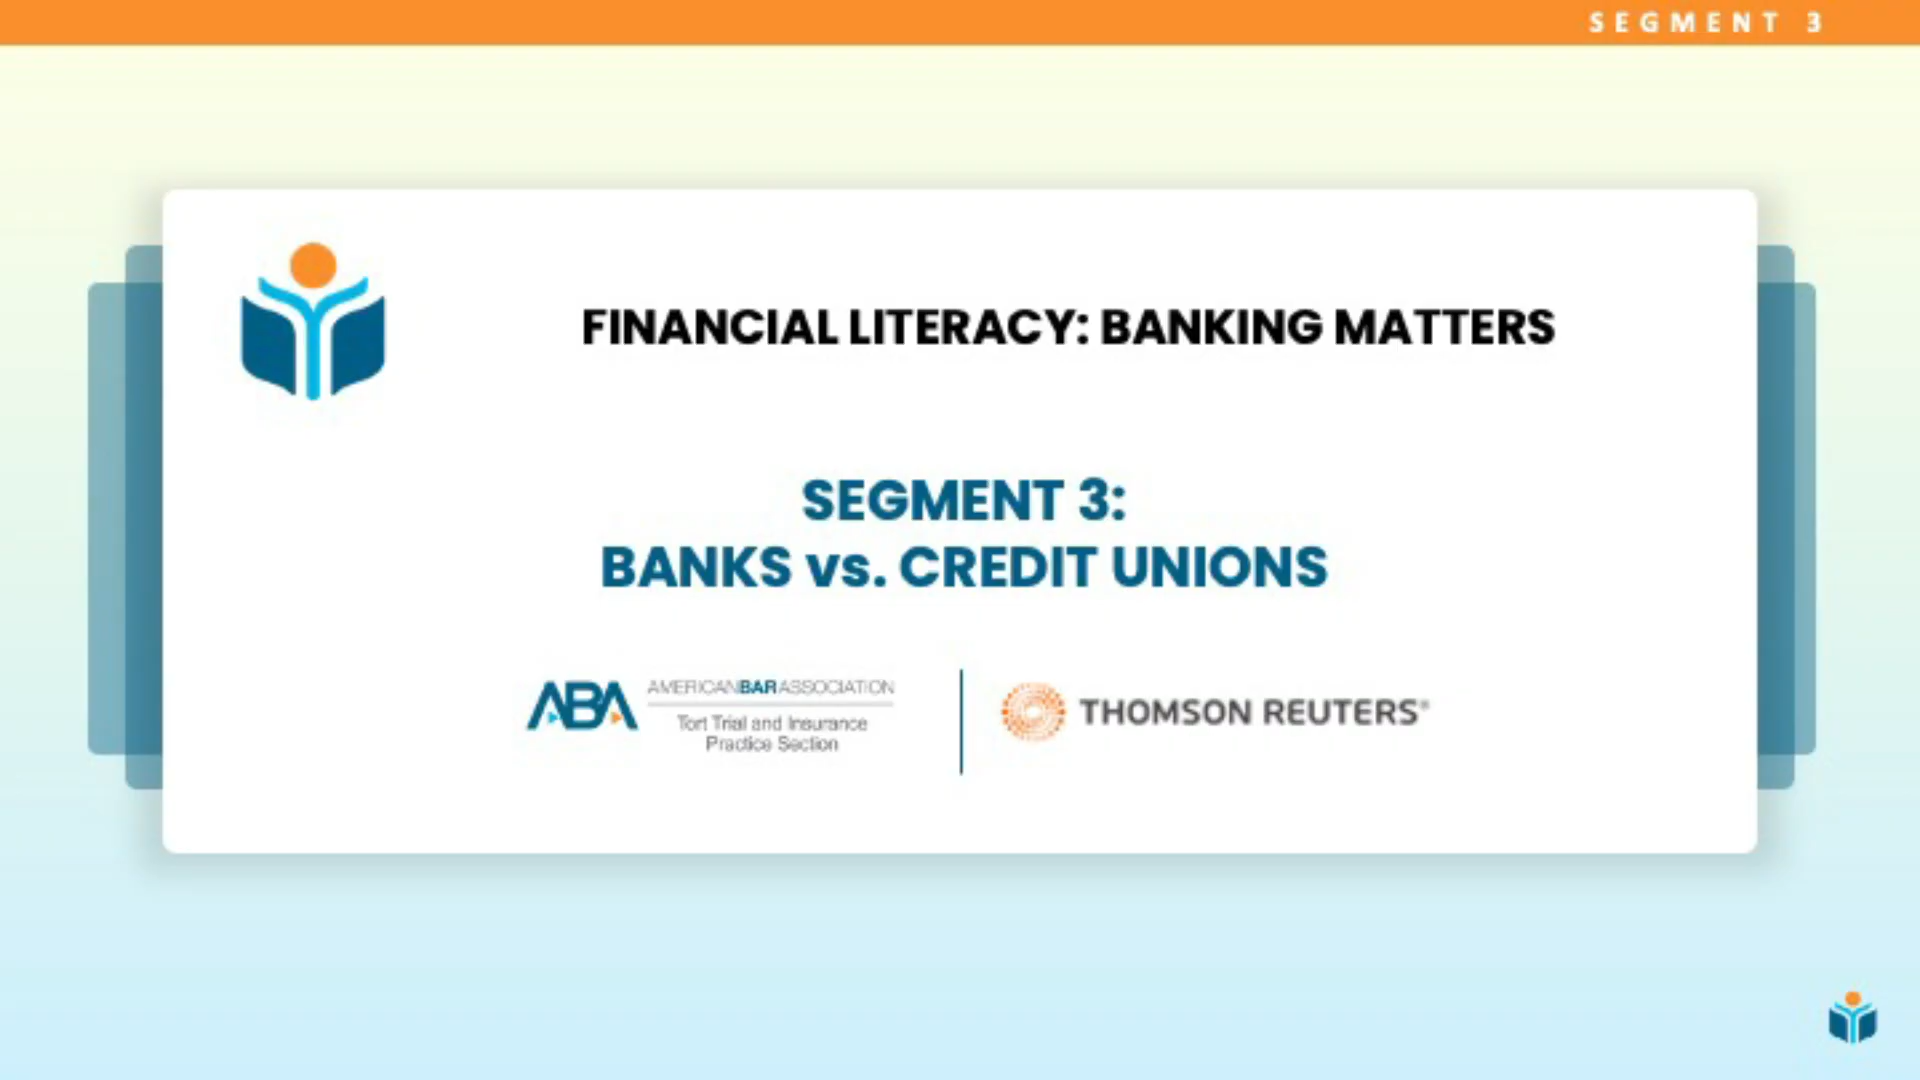 SEGMENT 3
FINANCIAL LITERACY: BANKING MATTERS
SEGMENT 3:
BANKS vs. CREDIT UNIONS
ABA
AMERICANBARASSOCIATION
Tort Trial and Insurance
Practice Section
THOMSON REUTERS®